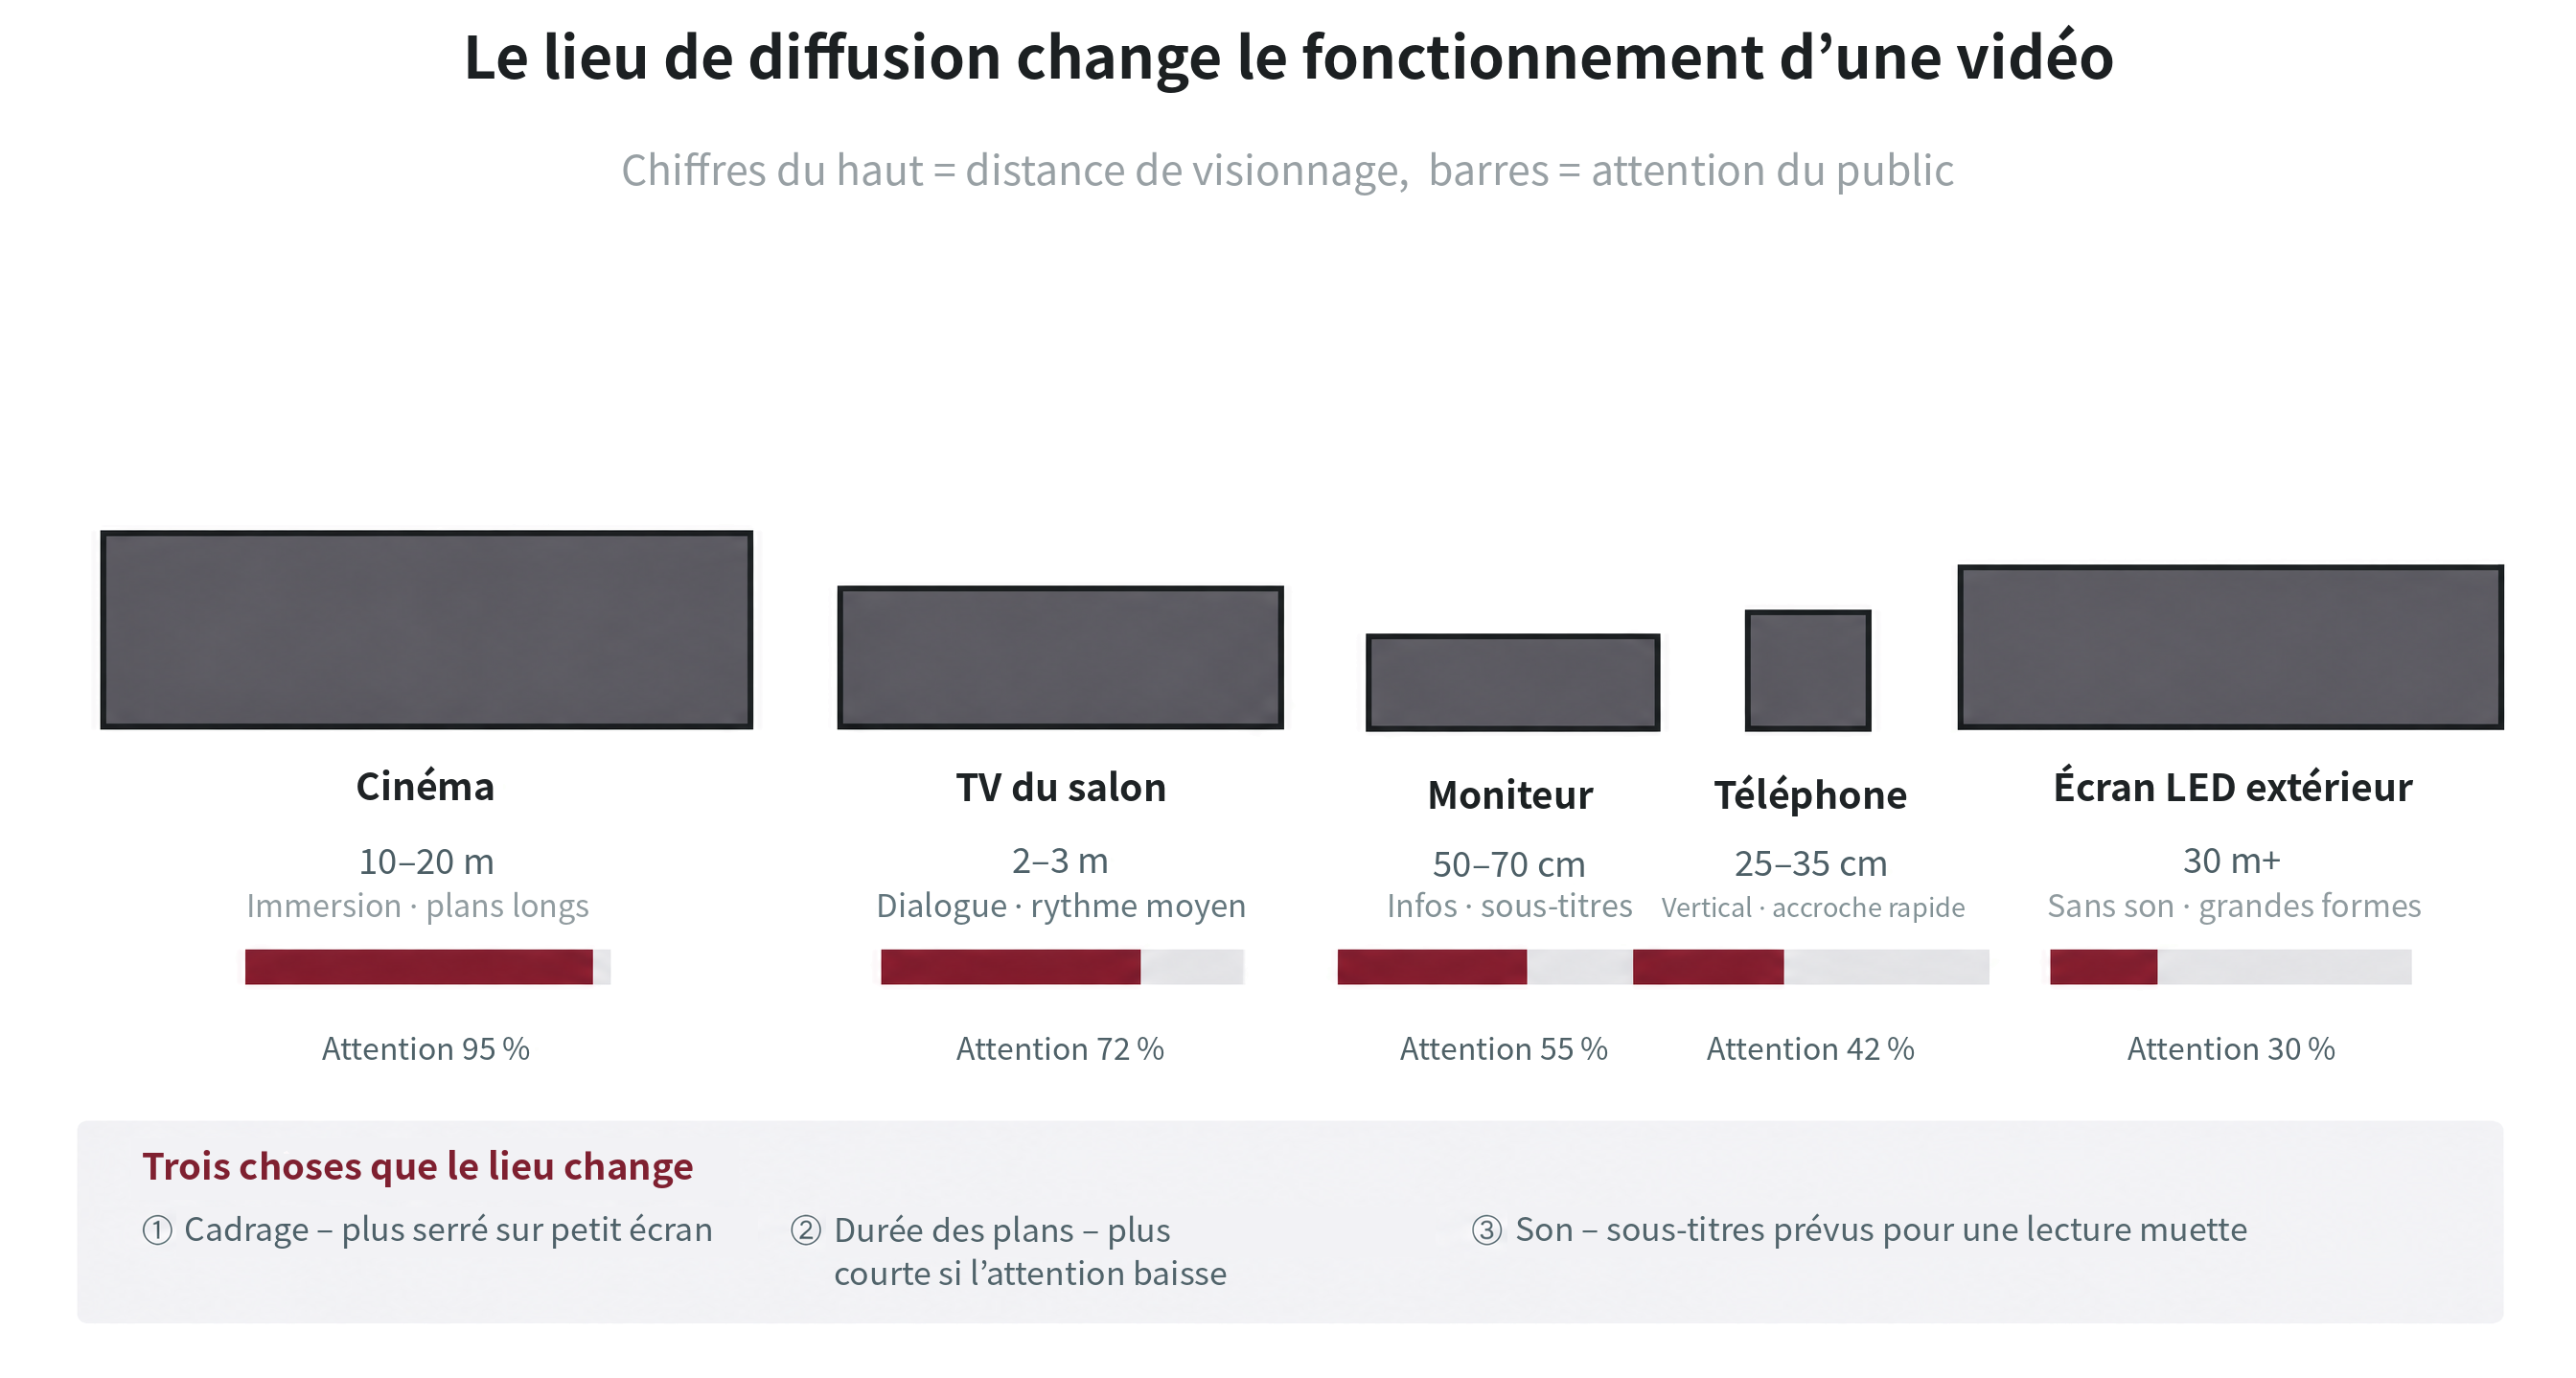 Le lieu de diffusion change le fonctionnement d’une vidéo
Chiffres du haut = distance de visionnage, barres = attention du public
Cinéma
10–20 m
Immersion · plans longs
Attention 95 %
TV du salon
2–3 m
Dialogue · rythme moyen
Attention 72 %
Moniteur
50–70 cm
Infos · sous-titres
Attention 55 %
Téléphone
25–35 cm
Vertical · accroche rapide
Attention 42 %
Écran LED extérieur
30 m+
Sans son · grandes formes
Attention 30 %
Trois choses que le lieu change
① Cadrage – plus serré sur petit écran
② Durée des plans – plus
courte si l’attention baisse
③ Son – sous-titres prévus pour une lecture muette